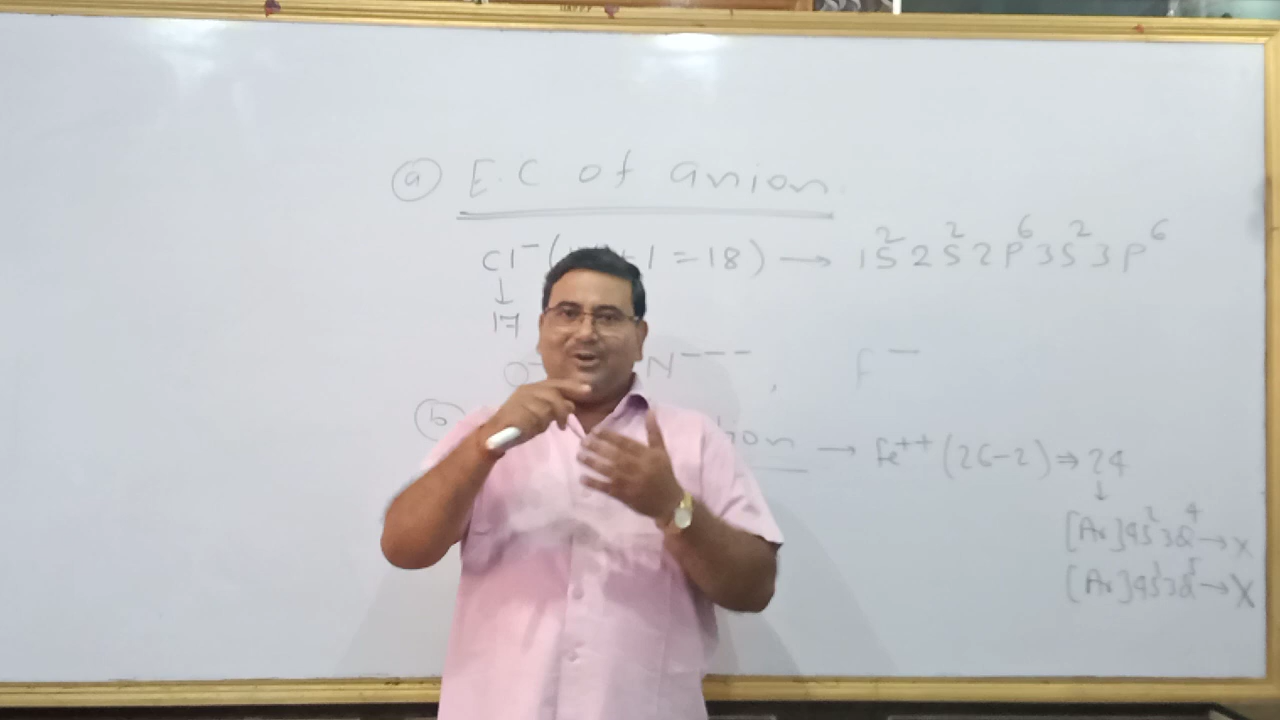 (a) E.C of anion
Cl⁻ ( +1 = 18) → 1S² 2S² 2P⁶ 3S² 3P⁶
↓
17
O⁻ N⁻⁻⁻ , F⁻
(b) → Fe⁺⁺ (26-2) ⇒ 24
↓
[Ar] 4S² 3d⁴ → X
[Ar] 4S¹ 3d⁵ → X